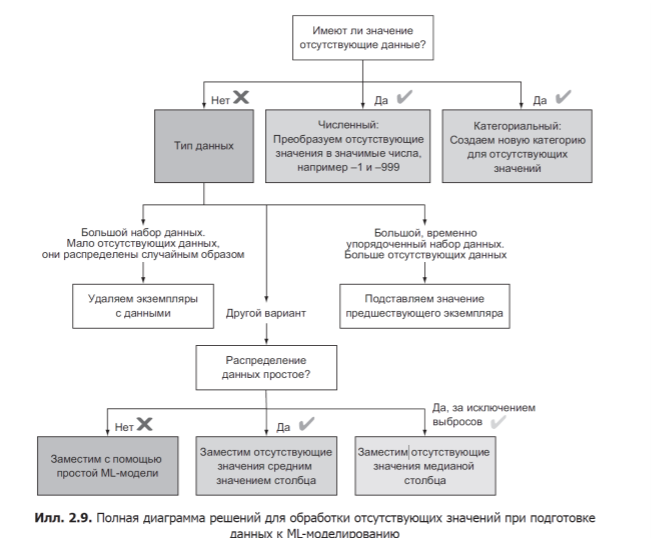 Имеют ли значение
отсутствующие данные?
Нет
Да
Да
Тип данных
Численный:
Преобразуем отсутствующие
значения в значимые числа,
например –1 и –999
Категориальный:
Создаем новую категорию
для отсутствующих
значений
Большой набор данных.
Мало отсутствующих данных,
они распределены случайным образом
Большой, временно
упорядоченный набор данных.
Больше отсутствующих данных
Удаляем экземпляры
с данными
Другой вариант
Подставляем значение
предшествующего экземпляра
Распределение
данных простое?
Нет
Да
Да, за исключением
выбросов
Заместим с помощью
простой ML-модели
Заместим отсутствующие
значения средним
значением столбца
Заместим отсутствующие
значения медианой
столбца
Илл. 2.9. Полная диаграмма решений для обработки отсутствующих значений при подготовке
данных к ML-моделированию